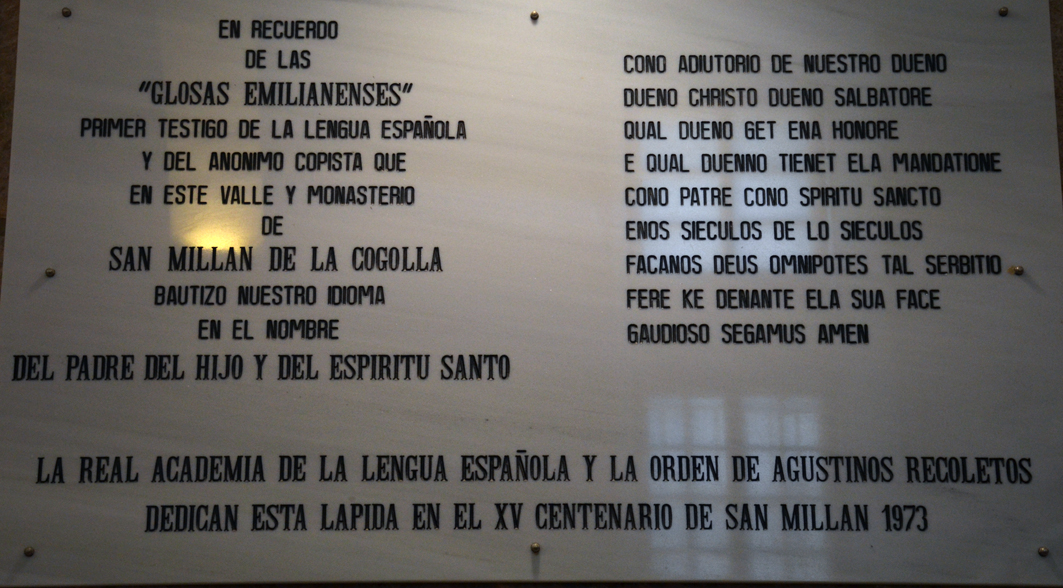 EN RECUERDO
DE LAS
"GLOSAS EMILIANENSES"
PRIMER TESTIGO DE LA LENGUA ESPAÑOLA
Y DEL ANONIMO COPISTA QUE
EN ESTE VALLE Y MONASTERIO
DE
SAN MILLAN DE LA COGOLLA
BAUTIZO NUESTRO IDIOMA
EN EL NOMBRE
DEL PADRE DEL HIJO Y DEL ESPIRITU SANTO
CONO ADIUTORIO DE NUESTRO DUENO
DUENO CHRISTO DUENO SALBATORE
QUAL DUENO GET ENA HONORE
E QUAL DUENNO TIENET ELA MANDATIONE
CONO PATRE CONO SPIRITU SANCTO
ENOS SIECULOS DE LO SIECULOS
FACANOS DEUS OMNIPOTES TAL SERBITIO
FERE KE DENANTE ELA SUA FACE
GAUDIOSO SEGAMUS AMEN
LA REAL ACADEMIA DE LA LENGUA ESPAÑOLA Y LA ORDEN DE AGUSTINOS RECOLETOS
DEDICAN ESTA LAPIDA EN EL XV CENTENARIO DE SAN MILLAN 1973